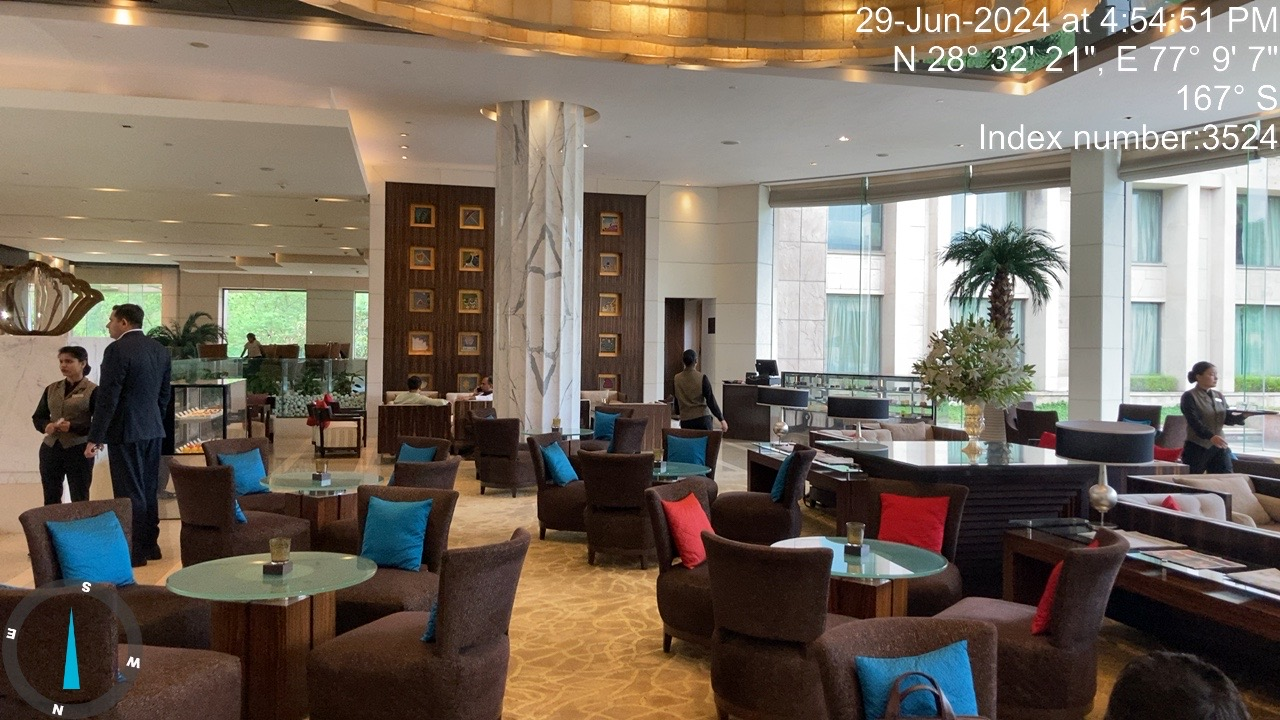 29-Jun-2024 at 4:54:51 PM
N 28° 32' 21", E 77° 9' 7"
167° S
Index number:3524
S
E
W
N